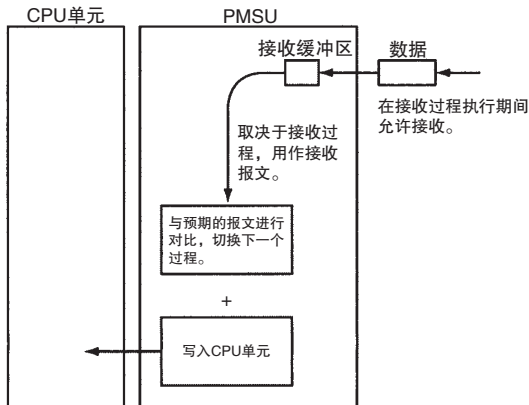 CPU单元
PMSU
接收缓冲区
数据
在接收过程执行期间
允许接收。
取决于接收过
程，用作接收
报文。
与预期的报文进行
对比，切换下一个
过程。
+
写入CPU单元